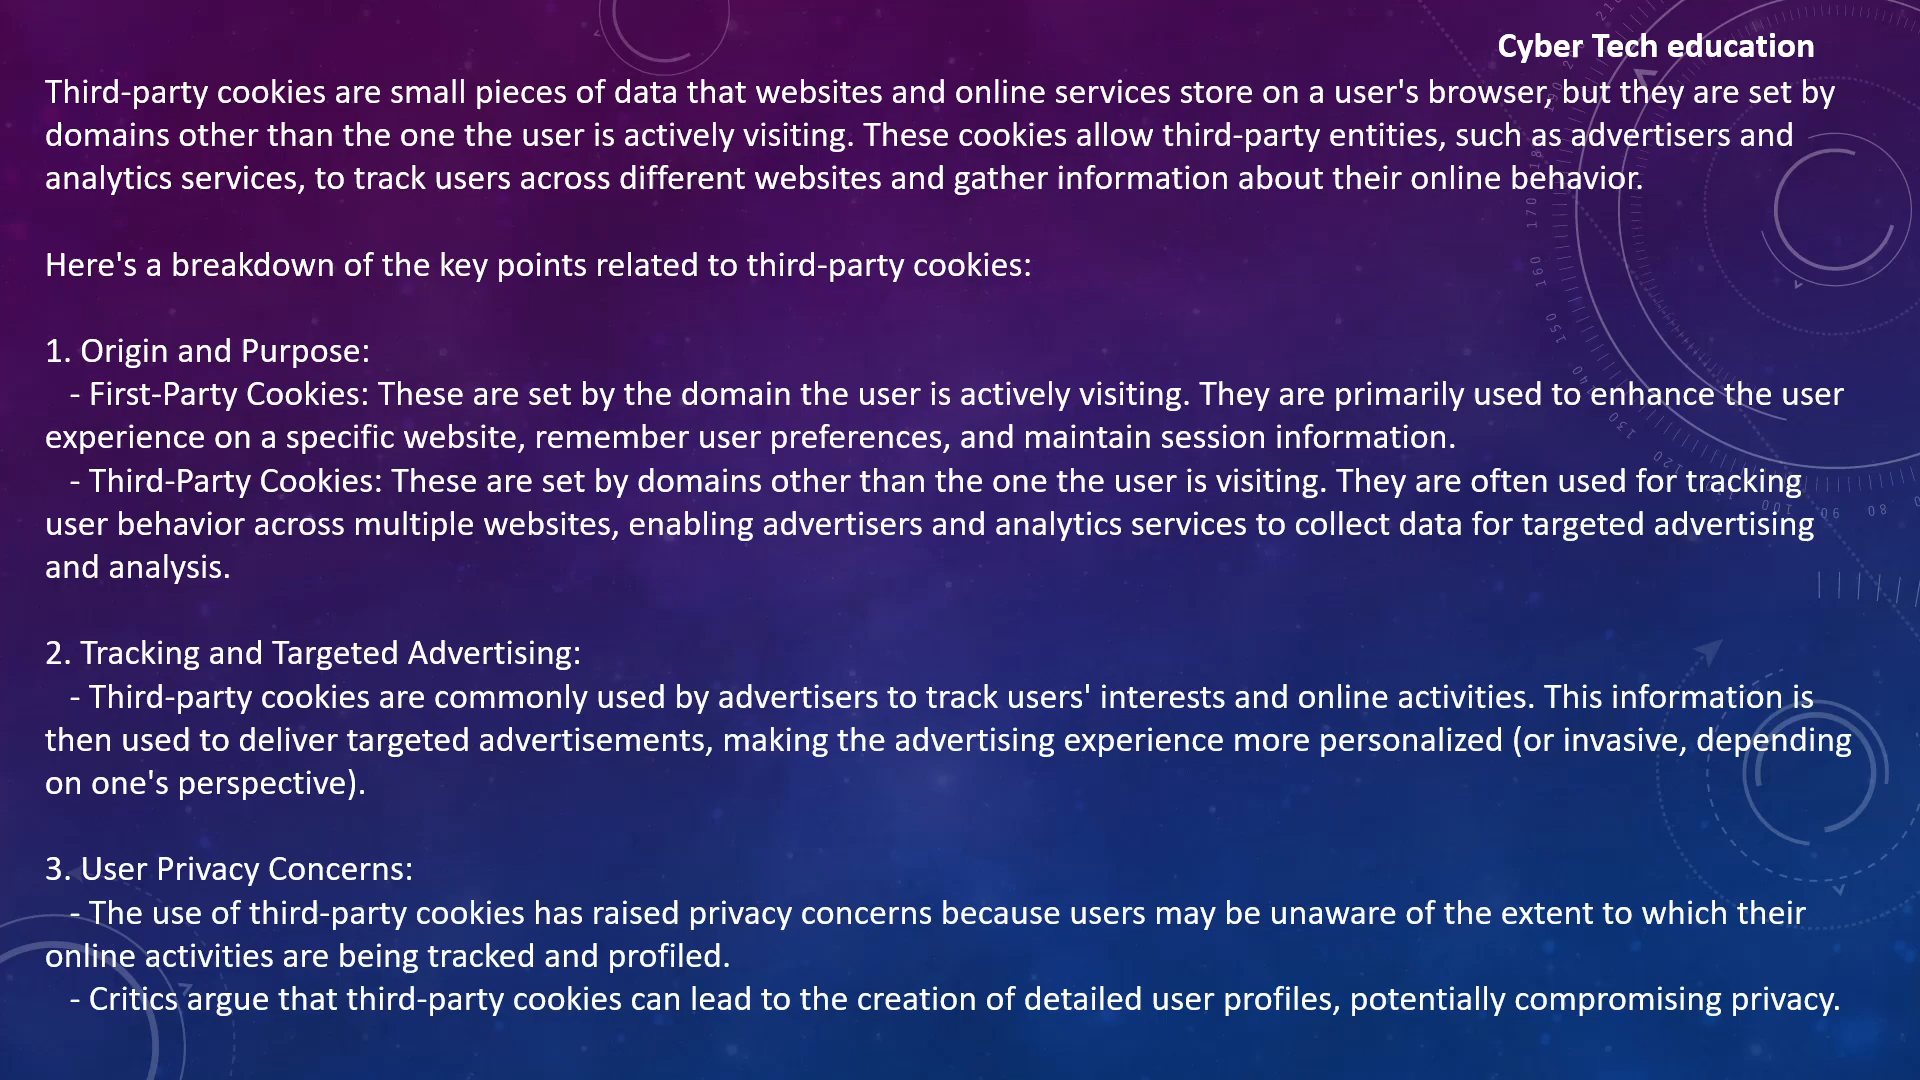 Cyber Tech education
Third-party cookies are small pieces of data that websites and online services store on a user's browser, but they are set by
domains other than the one the user is actively visiting. These cookies allow third-party entities, such as advertisers and
analytics services, to track users across different websites and gather information about their online behavior.
Here's a breakdown of the key points related to third-party cookies:
1. Origin and Purpose:
- First-Party Cookies: These are set by the domain the user is actively visiting. They are primarily used to enhance the user
experience on a specific website, remember user preferences, and maintain session information.
- Third-Party Cookies: These are set by domains other than the one the user is visiting. They are often used for tracking
user behavior across multiple websites, enabling advertisers and analytics services to collect data for targeted advertising
and analysis.
2. Tracking and Targeted Advertising:
- Third-party cookies are commonly used by advertisers to track users' interests and online activities. This information is
then used to deliver targeted advertisements, making the advertising experience more personalized (or invasive, depending
on one's perspective).
3. User Privacy Concerns:
- The use of third-party cookies has raised privacy concerns because users may be unaware of the extent to which their
online activities are being tracked and profiled.
- Critics argue that third-party cookies can lead to the creation of detailed user profiles, potentially compromising privacy.
170
160
150
140
130
120
100
90
80